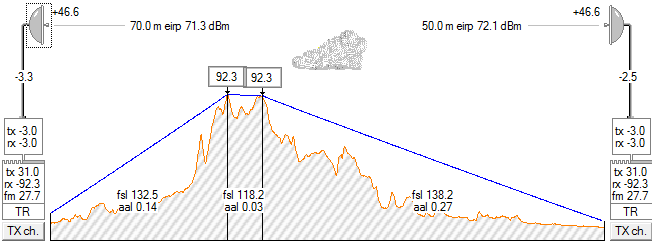 +46.6
70.0 m eirp 71.3 dBm
50.0 m eirp 72.1 dBm
+46.6
-3.3
92.3
92.3
-2.5
tx -3.0
rx -3.0
tx -3.0
rx -3.0
tx 31.0
rx -92.3
fm 27.7
TR
TX ch.
fsl 132.5
aal 0.14
fsl 118.2
aal 0.03
fsl 138.2
aal 0.27
tx 31.0
rx -92.3
fm 27.7
TR
TX ch.